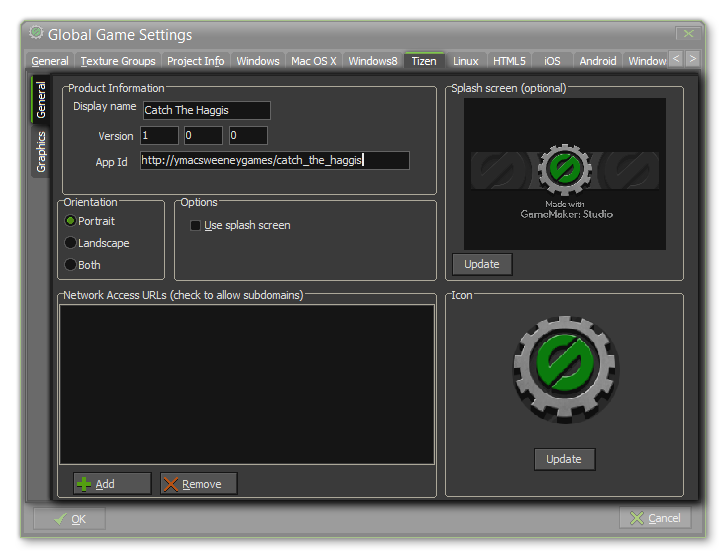 Global Game Settings
General Texture Groups Project Info Windows Mac OS X Windows8 Tizen Linux HTML5 iOS Android Window
General
Graphics
Product Information
Display name Catch The Haggis
Version 1 0 0
App Id http://ymacsweeneygames/catch_the_haggis
Orientation
Portrait
Landscape
Both
Options
Use splash screen
Network Access URLs (check to allow subdomains)
Add Remove
Splash screen (optional)
Made with
GameMaker: Studio
Update
Icon
Update
OK Cancel